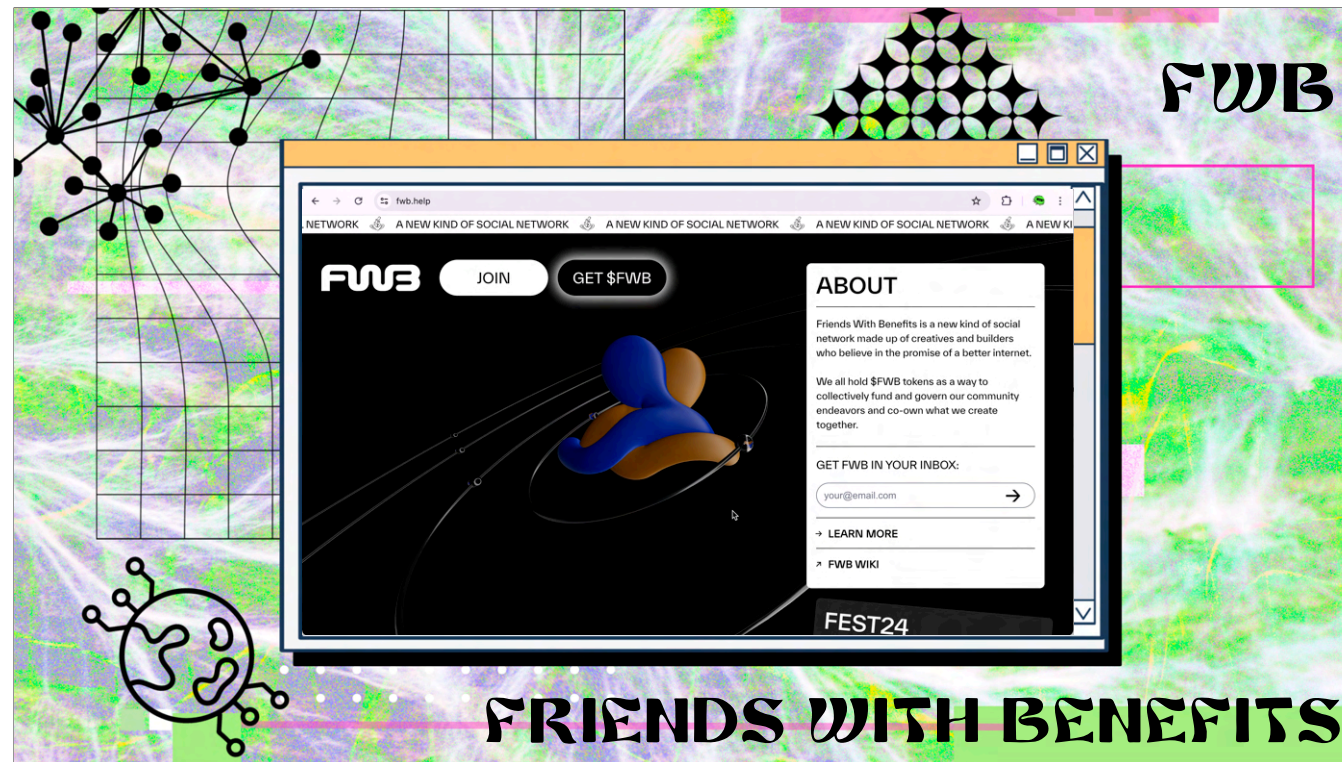 FWB
fwb.help
NETWORK A NEW KIND OF SOCIAL NETWORK A NEW KIND OF SOCIAL NETWORK A NEW KIND OF SOCIAL NETWORK A NEW KI
FWB JOIN GET $FWB
ABOUT
Friends With Benefits is a new kind of social
network made up of creatives and builders
who believe in the promise of a better internet.
We all hold $FWB tokens as a way to
collectively fund and govern our community
endeavors and co-own what we create
together.
GET FWB IN YOUR INBOX:
your@email.com
→ LEARN MORE
↗ FWB WIKI
FEST24
FRIENDS WITH BENEFITS